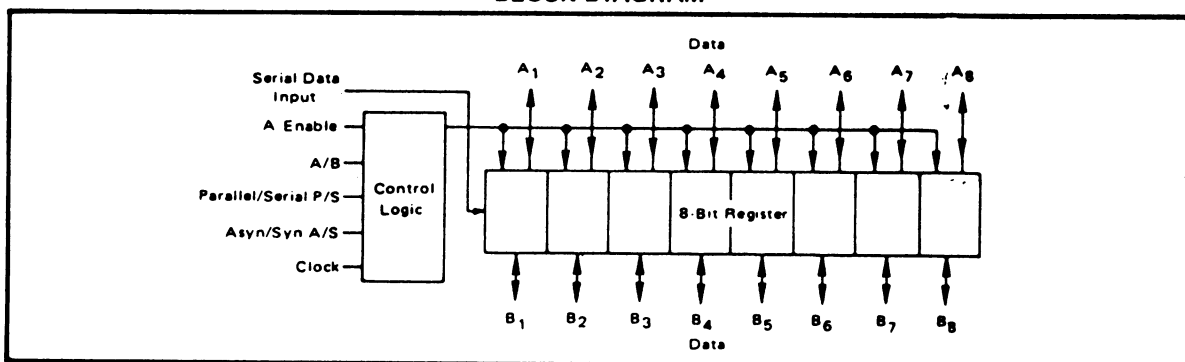 Data
A1 A2 A3 A4 A5 A6 A7 A8
Serial Data
Input
A Enable
A/B
Parallel/Serial P/S
Asyn/Syn A/S
Clock
Control
Logic
8-Bit Register
B1 B2 B3 B4 B5 B6 B7 B8
Data